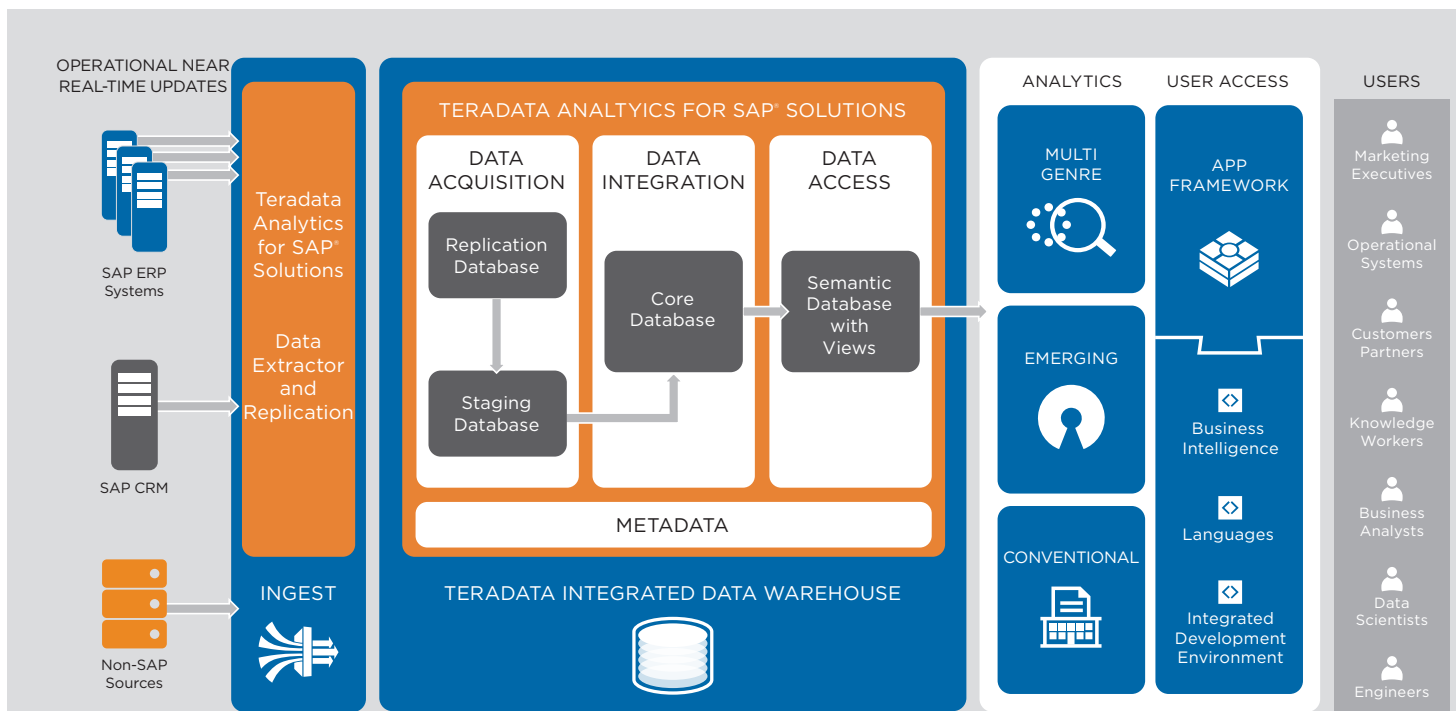 OPERATIONAL NEAR
REAL-TIME UPDATES
SAP ERP
Systems
SAP CRM
Non-SAP
Sources
Teradata
Analytics
for SAP®
Solutions
Data
Extractor
and
Replication
INGEST
TERADATA ANALTYICS FOR SAP® SOLUTIONS
DATA
ACQUISITION
Replication
Database
Staging
Database
DATA
INTEGRATION
Core
Database
DATA
ACCESS
Semantic
Database
with
Views
METADATA
TERADATA INTEGRATED DATA WAREHOUSE
ANALYTICS
MULTI
GENRE
EMERGING
CONVENTIONAL
USER ACCESS
APP
FRAMEWORK
Business
Intelligence
Languages
Integrated
Development
Environment
USERS
Marketing
Executives
Operational
Systems
Customers
Partners
Knowledge
Workers
Business
Analysts
Data
Scientists
Engineers